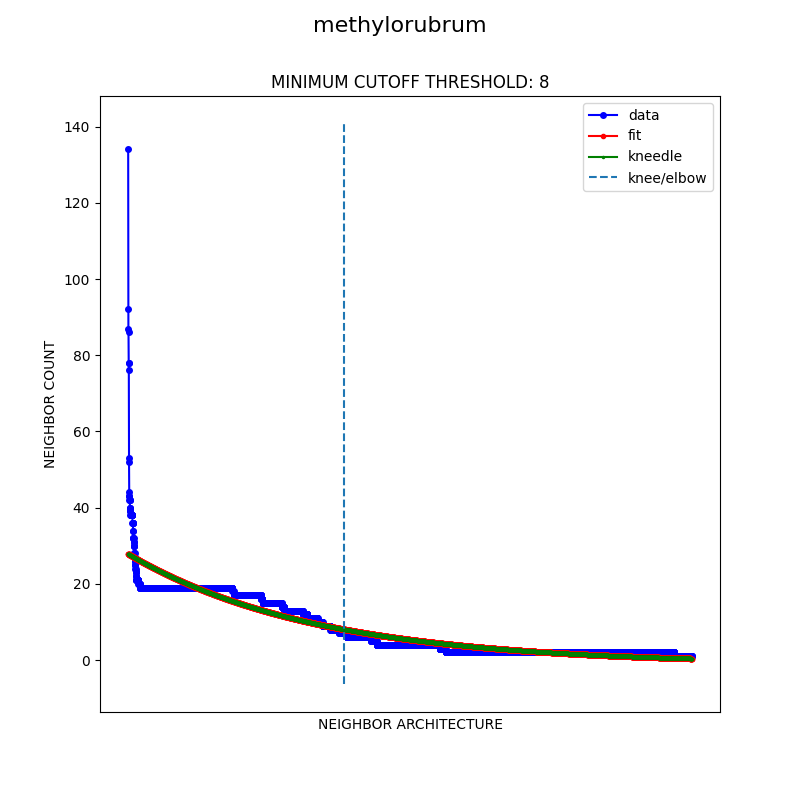 methylorubrum
MINIMUM CUTOFF THRESHOLD: 8
data
fit
kneedle
knee/elbow
140
120
100
80
60
40
20
0
NEIGHBOR COUNT
NEIGHBOR ARCHITECTURE